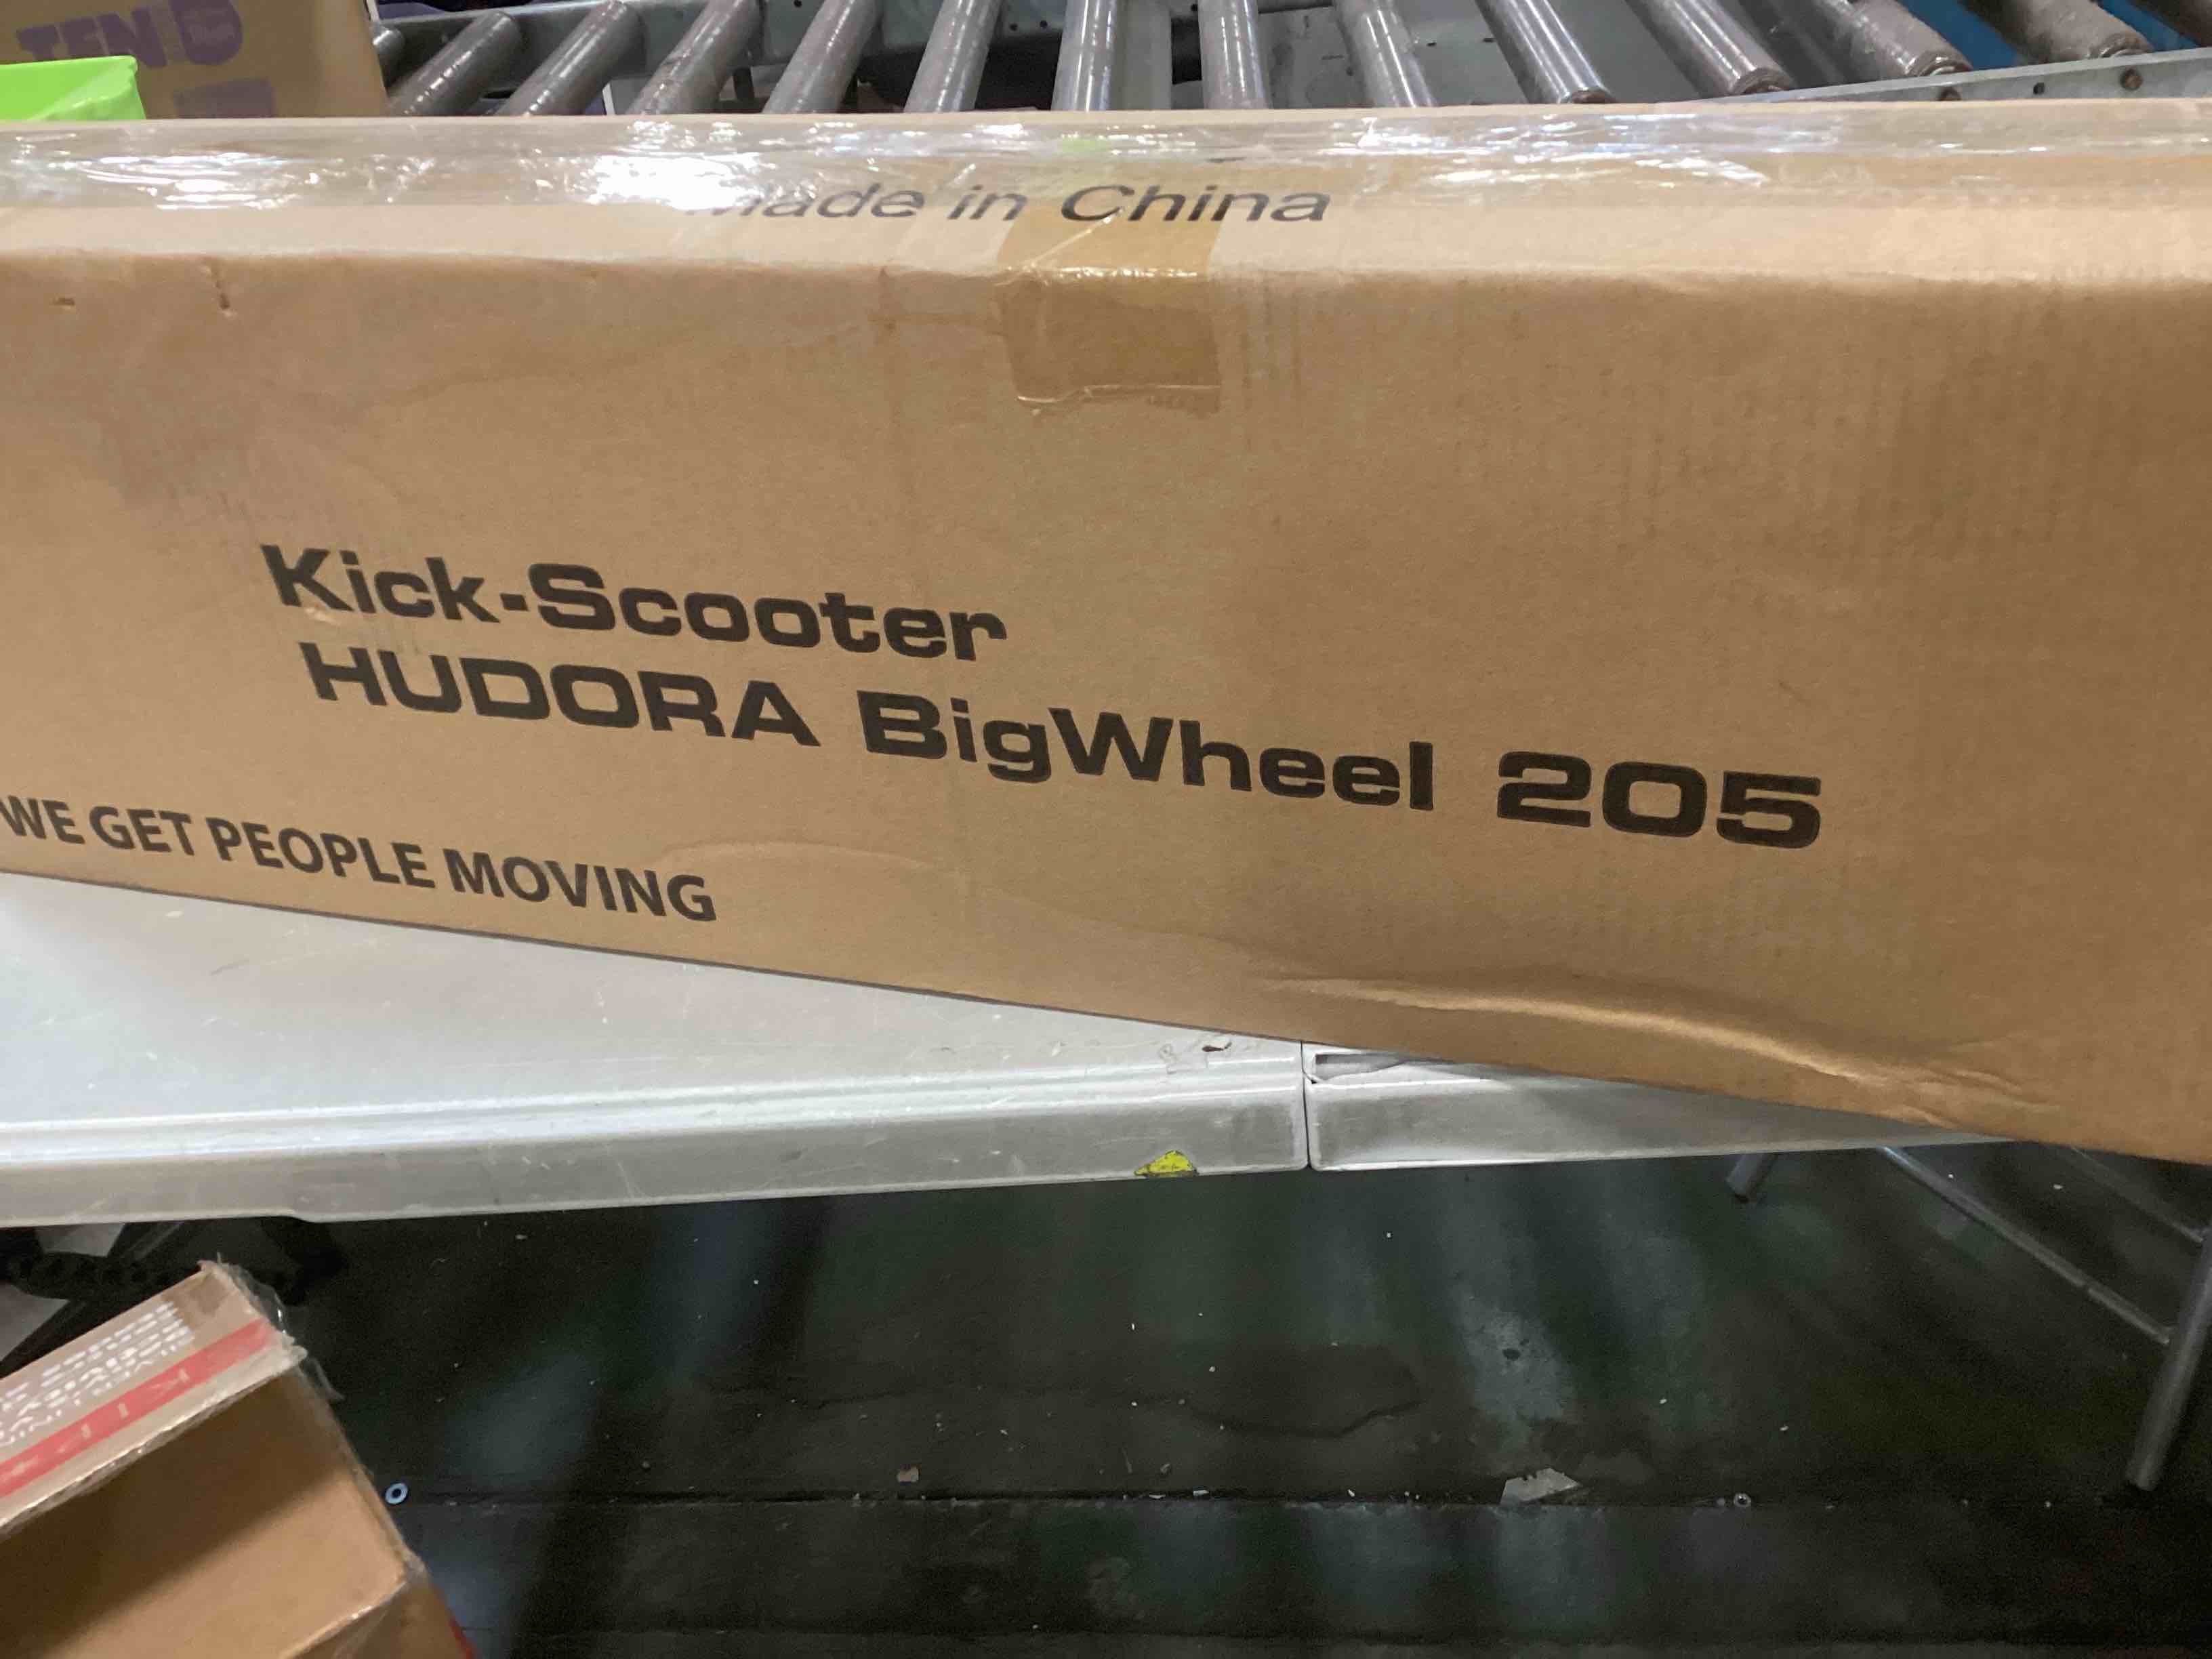 made in China
Kick-Scooter
HUDORA BigWheel 205
WE GET PEOPLE MOVING